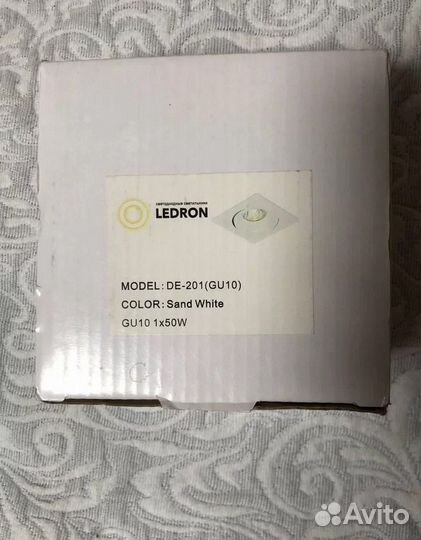 СВЕТОДИОДНЫЕ СВЕТИЛЬНИКИ
LEDRON
MODEL: DE-201(GU10)
COLOR: Sand White
GU10 1x50W
Avito